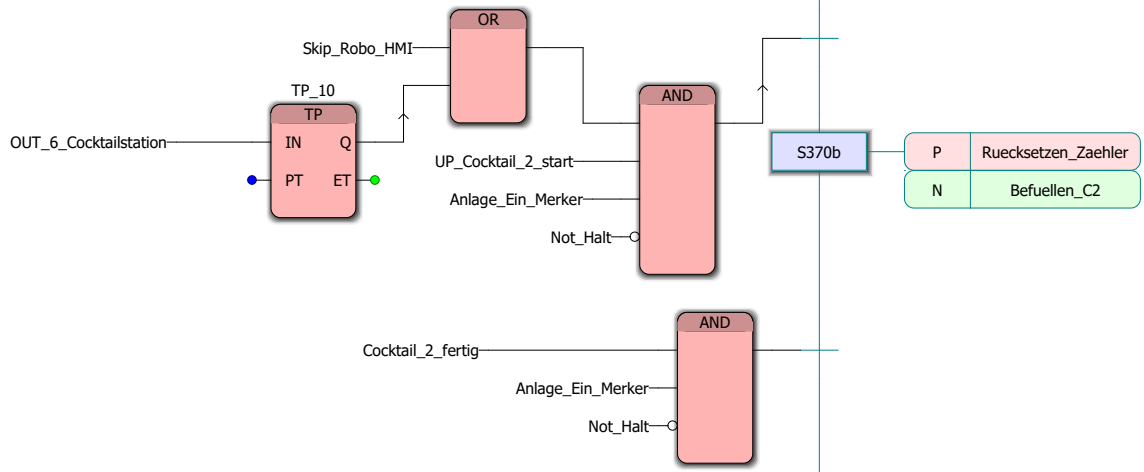 OR
Skip_Robo_HMI
TP_10
TP
AND
OUT_6_Cocktailstation
IN Q
PT ET
UP_Cocktail_2_start
Anlage_Ein_Merker
Not_Halt
S370b
P Ruecksetzen_Zaehler
N Befuellen_C2
AND
Cocktail_2_fertig
Anlage_Ein_Merker
Not_Halt